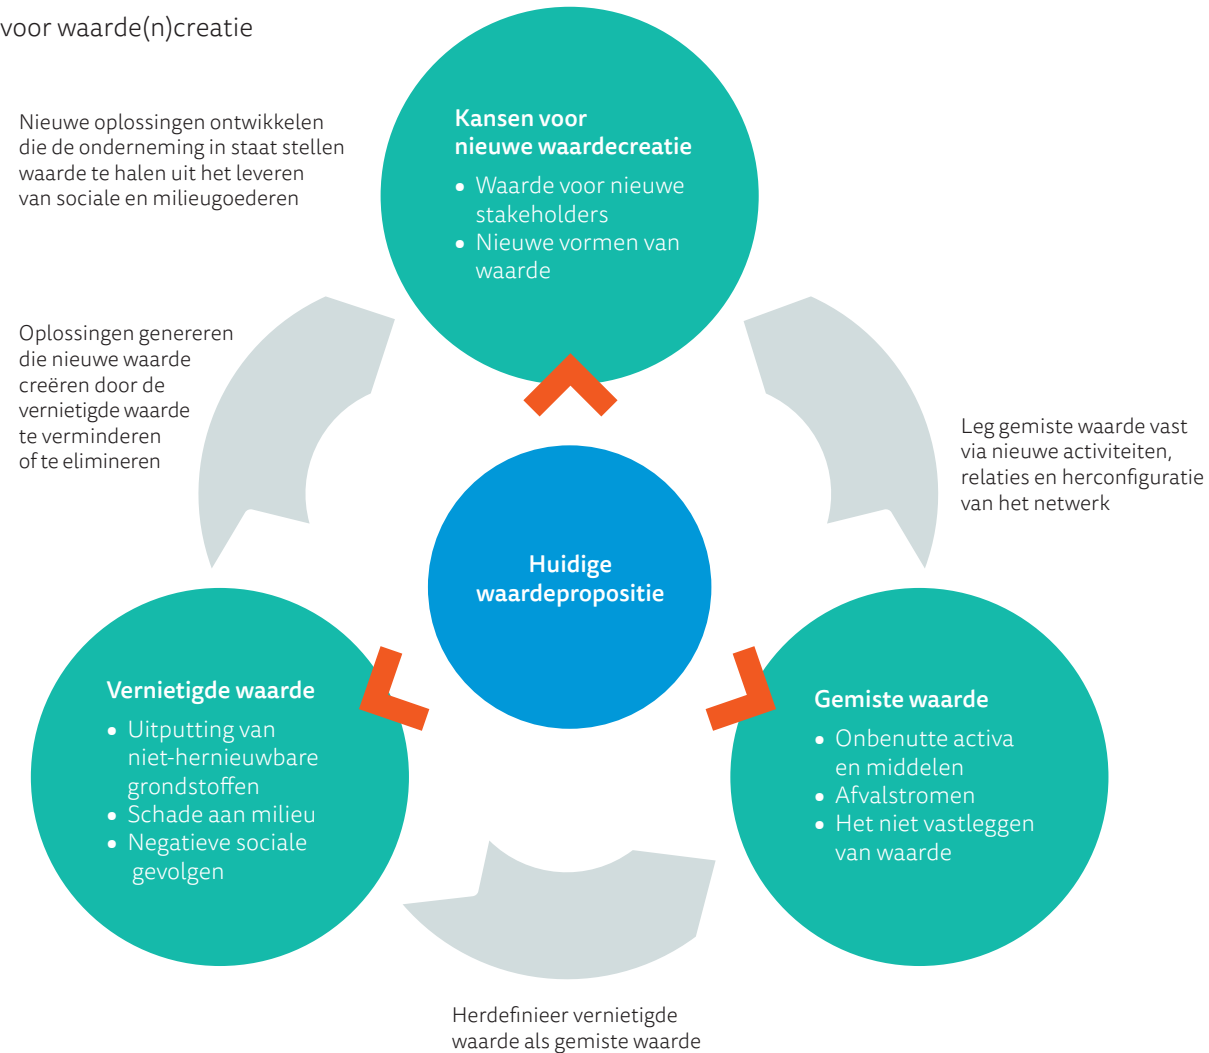 voor waarde(n)creatie
Nieuwe oplossingen ontwikkelen
die de onderneming in staat stellen
waarde te halen uit het leveren
van sociale en milieugoederen
Kansen voor
nieuwe waardecreatie
• Waarde voor nieuwe
stakeholders
• Nieuwe vormen van
waarde
Oplossingen genereren
die nieuwe waarde
creëren door de
vernietigde waarde
te verminderen
of te elimineren
Leg gemiste waarde vast
via nieuwe activiteiten,
relaties en herconfiguratie
van het netwerk
Huidige
waardepropositie
Vernietigde waarde
• Uitputting van
niet-hernieuwbare
grondstoffen
• Schade aan milieu
• Negatieve sociale
gevolgen
Gemiste waarde
• Onbenutte activa
en middelen
• Afvalstromen
• Het niet vastleggen
van waarde
Herdefinieer vernietigde
waarde als gemiste waarde